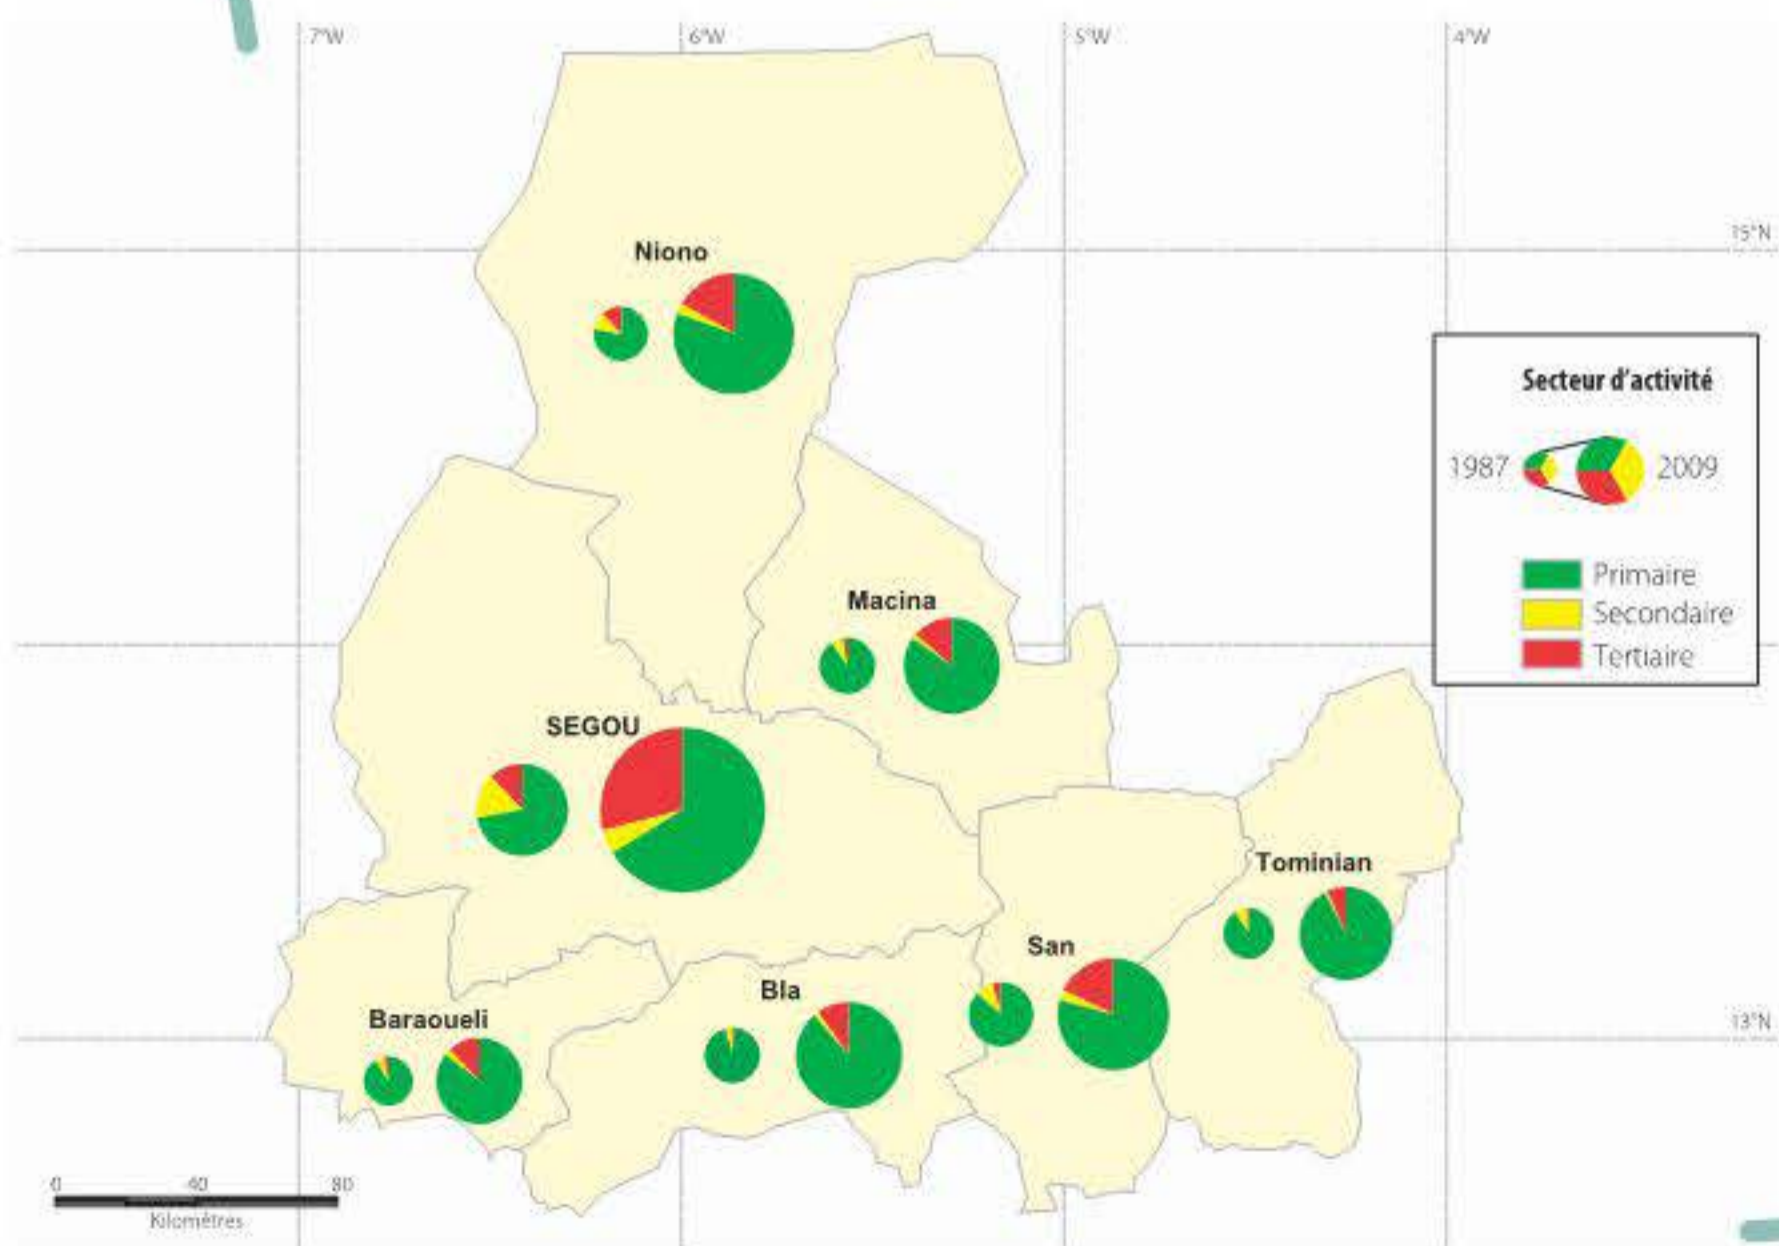 7°W
6°W
5°W
4°W
15°N
Niono
Secteur d'activité
1987
2009
Primaire
Secondaire
Tertiaire
Macina
SEGOU
Tominian
San
Bla
Baraoueli
13°N
0 40 80
Kilomètres